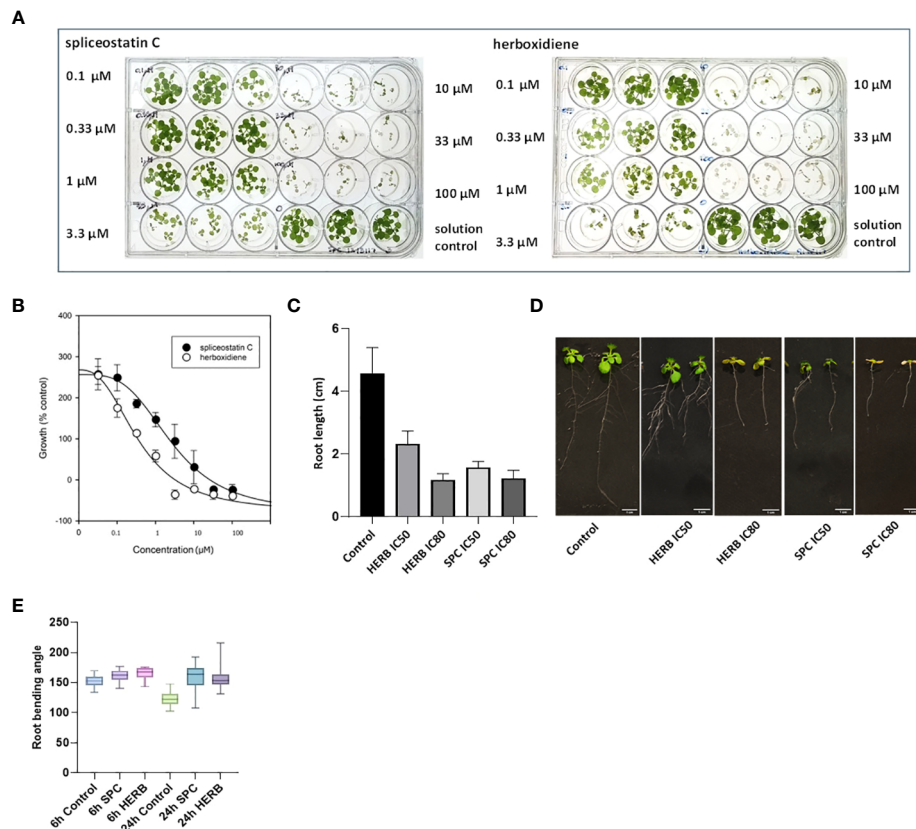 A
spliceostatin C
herboxidiene
0.1 µM
10 µM
0.1 µM
10 µM
0.33 µM
33 µM
0.33 µM
33 µM
1 µM
100 µM
1 µM
100 µM
3.3 µM
solution
control
3.3 µM
solution
control
B
400
300
200
100
0
-100
Growth (% control)
spliceostatin C
herboxidiene
0 0.1 1 10 100
Concentration (µM)
C
6
4
2
0
Root length (cm)
Control
HERB IC50
HERB IC80
SPC IC50
SPC IC80
D
Control
HERB IC50
HERB IC80
SPC IC50
SPC IC80
E
250
200
150
100
50
0
Root bending angle
6h Control
6h SPC
6h HERB
24h Control
24h SPC
24h HERB